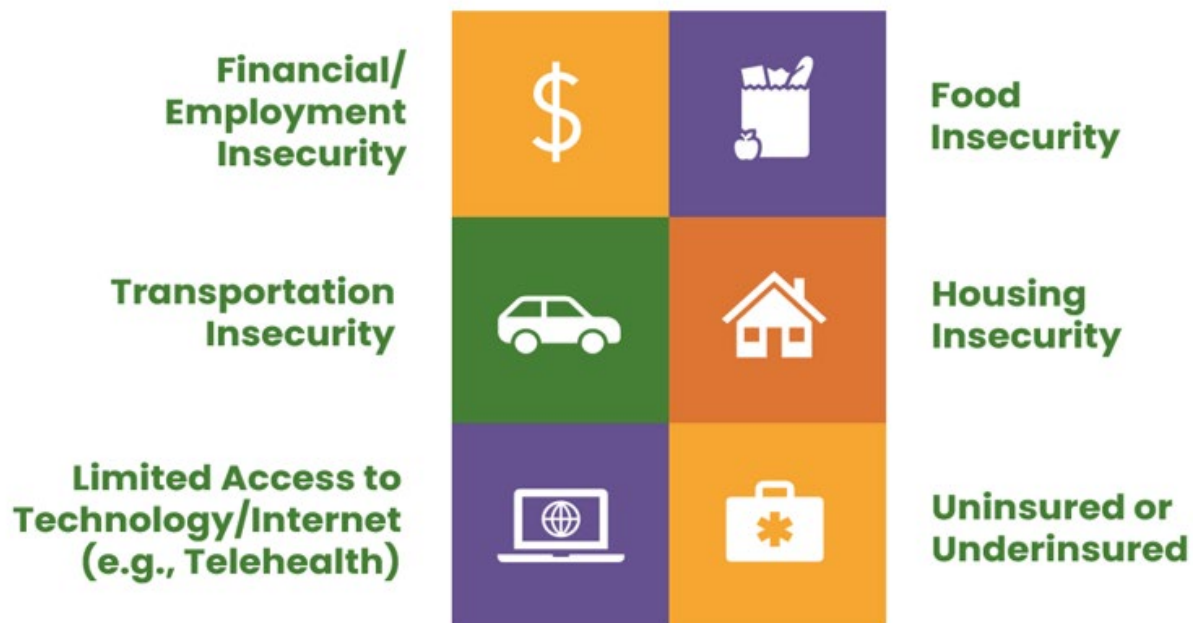 Financial/
Employment
Insecurity
Food
Insecurity
Transportation
Insecurity
Housing
Insecurity
Limited Access to
Technology/Internet
(e.g., Telehealth)
Uninsured or
Underinsured